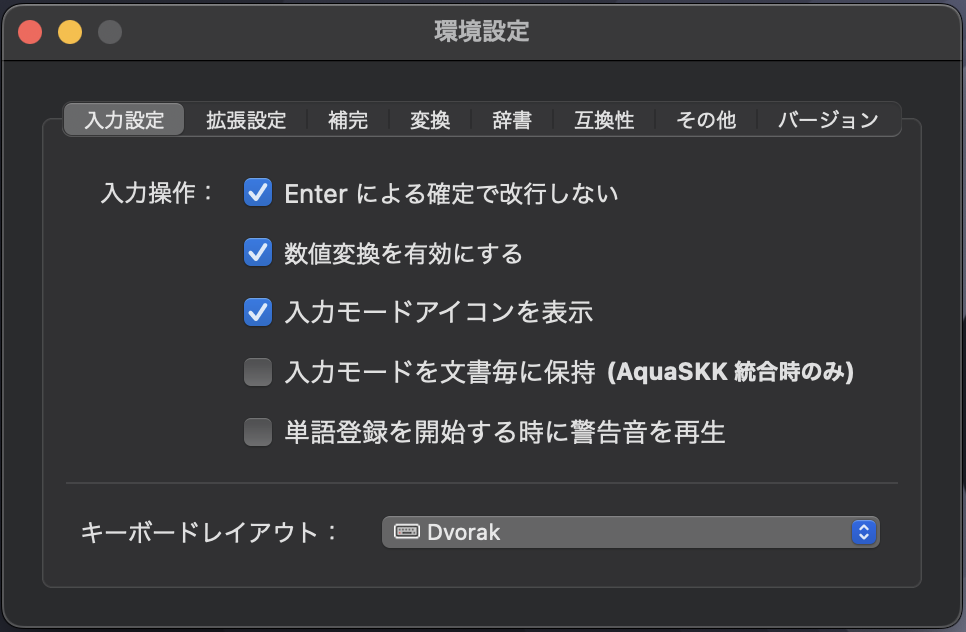 環境設定
入力設定 拡張設定 補完 変換 辞書 互換性 その他 バージョン
入力操作： Enter による確定で改行しない
数値変換を有効にする
入力モードアイコンを表示
入力モードを文書毎に保持 (AquaSKK 統合時のみ)
単語登録を開始する時に警告音を再生
キーボードレイアウト： Dvorak